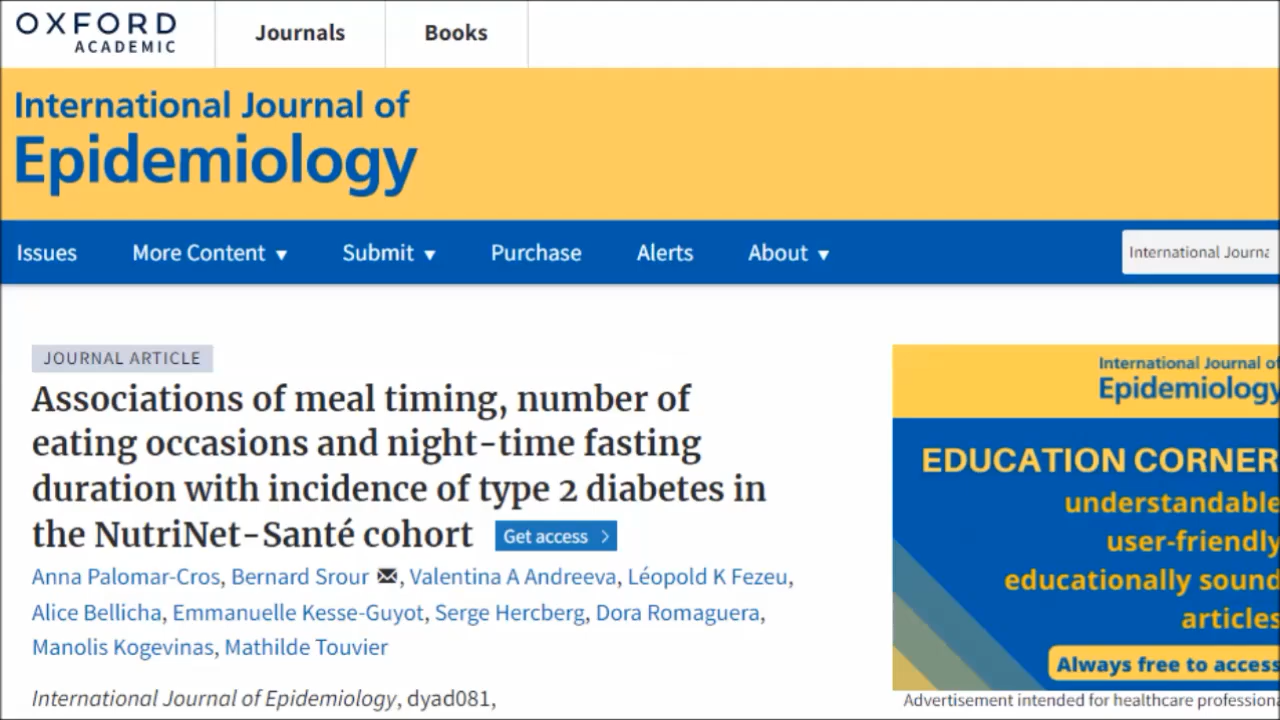 OXFORD
ACADEMIC
Journals
Books
International Journal of
Epidemiology
Issues
More Content ▼
Submit ▼
Purchase
Alerts
About ▼
International Journa
JOURNAL ARTICLE
Associations of meal timing, number of
eating occasions and night-time fasting
duration with incidence of type 2 diabetes in
the NutriNet-Santé cohort Get access
Anna Palomar-Cros, Bernard Srour, Valentina A Andreeva, Léopold K Fezeu,
Alice Bellicha, Emmanuelle Kesse-Guyot, Serge Hercberg, Dora Romaguera,
Manolis Kogevinas, Mathilde Touvier
International Journal of Epidemiology, dyad081,
International Journal of
Epidemiology
EDUCATION CORNER
understandable
user-friendly
educationally sound
articles
Always free to access
Advertisement intended for healthcare profession